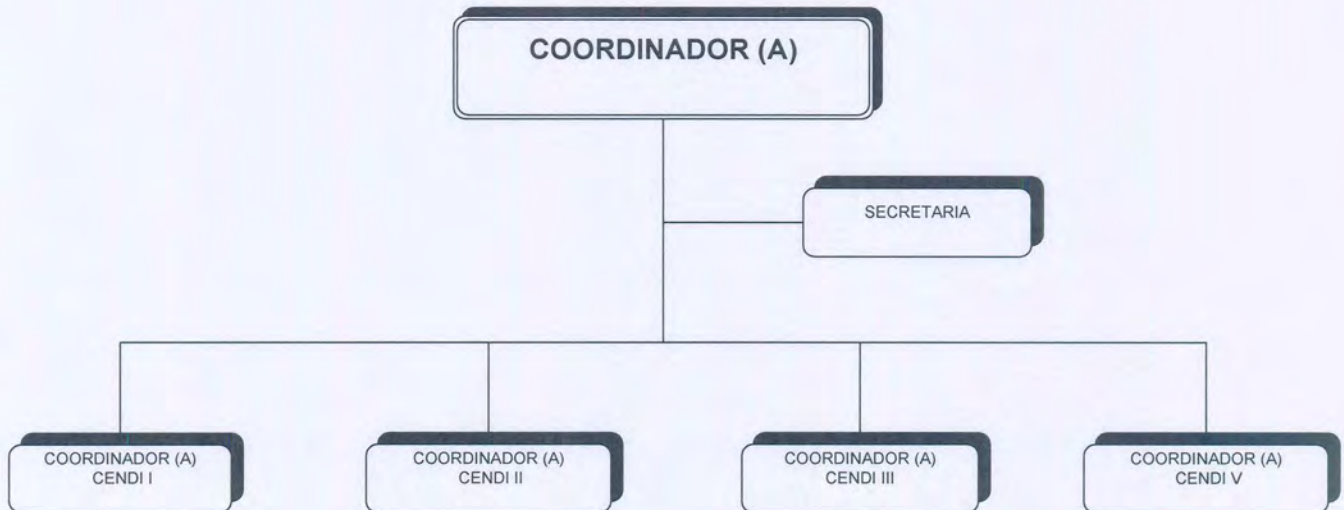 COORDINADOR (A)
SECRETARIA
COORDINADOR (A)
CENDI I
COORDINADOR (A)
CENDI II
COORDINADOR (A)
CENDI III
COORDINADOR (A)
CENDI V